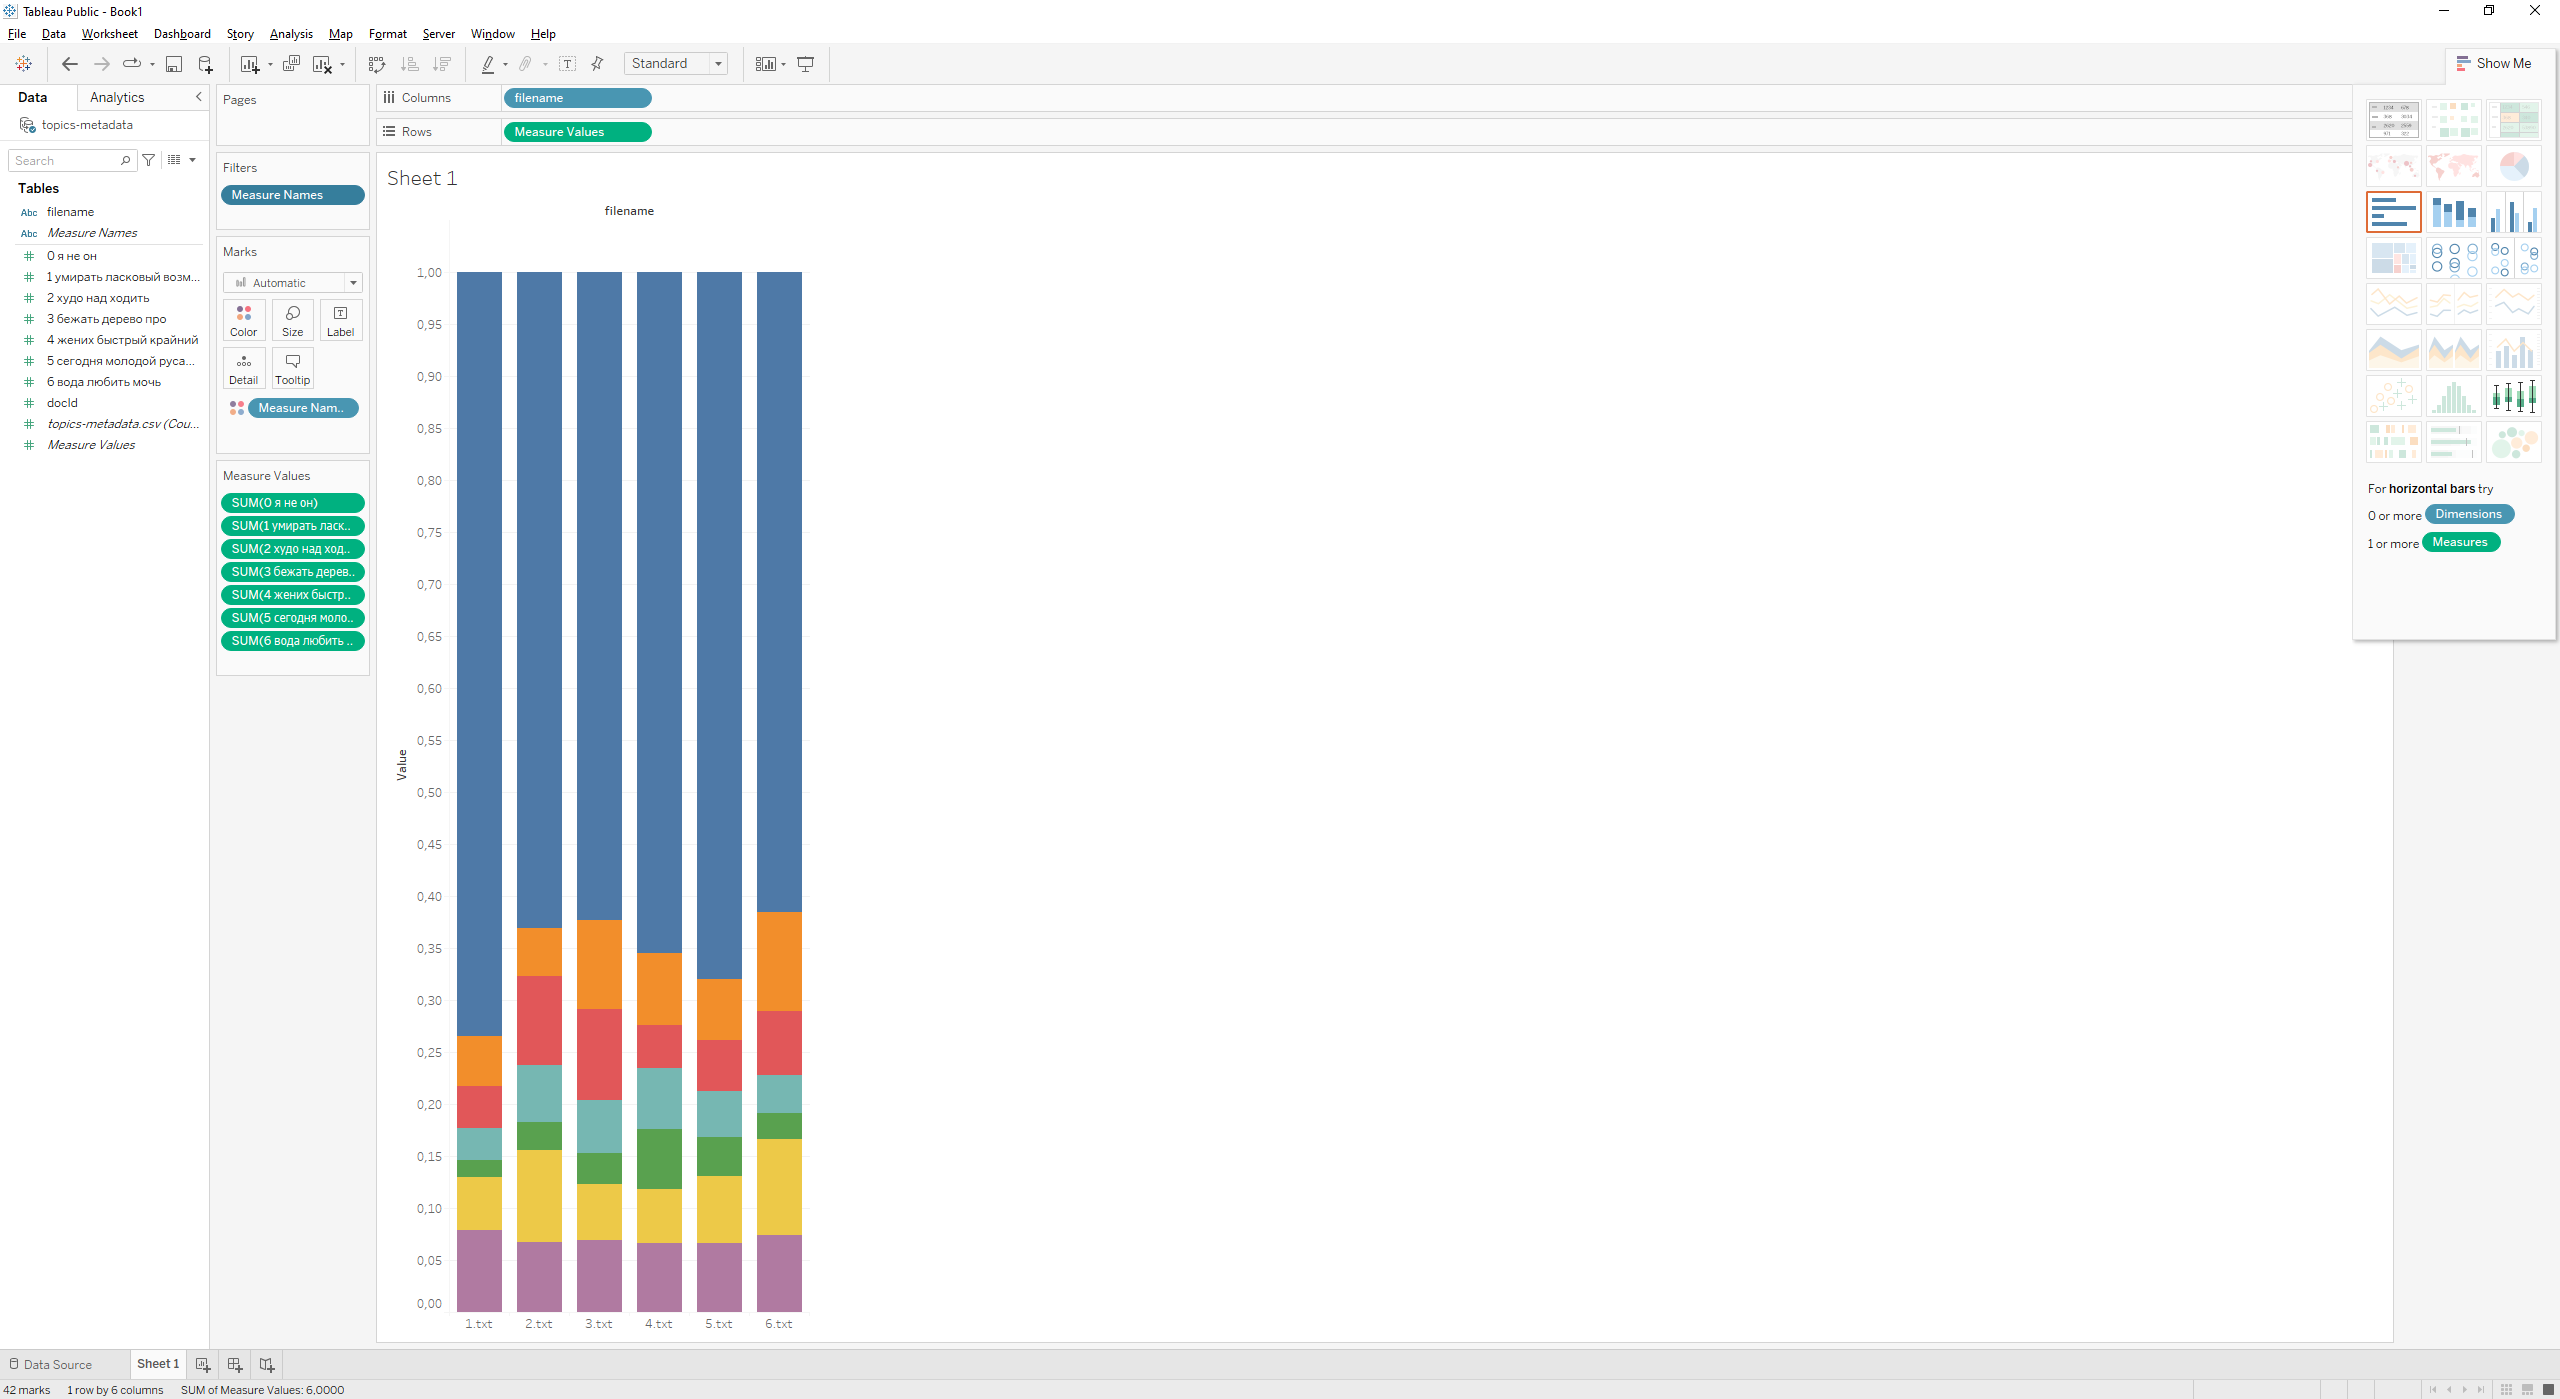 Tableau Public - Book1
File Data Worksheet Dashboard Story Analysis Map Format Server Window Help
Standard
Show Me
Data Analytics
topics-metadata
Search
Tables
Abc filename
Abc Measure Names
0 я не он
1 умирать ласковый возм...
2 худо над ходить
3 бежать дерево про
4 жених быстрый крайний
5 сегодня молодой руса...
6 вода любить мочь
docId
topics-metadata.csv (Cou...
Measure Values
Pages
Filters
Measure Names
Marks
Automatic
Color Size Label
Detail Tooltip
Measure Nam..
Measure Values
SUM(0 я не он)
SUM(1 умирать ласк..
SUM(2 худо над ход..
SUM(3 бежать дерев..
SUM(4 жених быстр..
SUM(5 сегодня моло..
SUM(6 вода любить ..
Columns filename
Rows Measure Values
Sheet 1
filename
1,00
0,95
0,90
0,85
0,80
0,75
0,70
0,65
0,60
0,55
0,50
0,45
0,40
0,35
0,30
0,25
0,20
0,15
0,10
0,05
0,00
Value
1.txt 2.txt 3.txt 4.txt 5.txt 6.txt
For horizontal bars try
0 or more Dimensions
1 or more Measures
Data Source Sheet 1
42 marks 1 row by 6 columns SUM of Measure Values: 6,0000